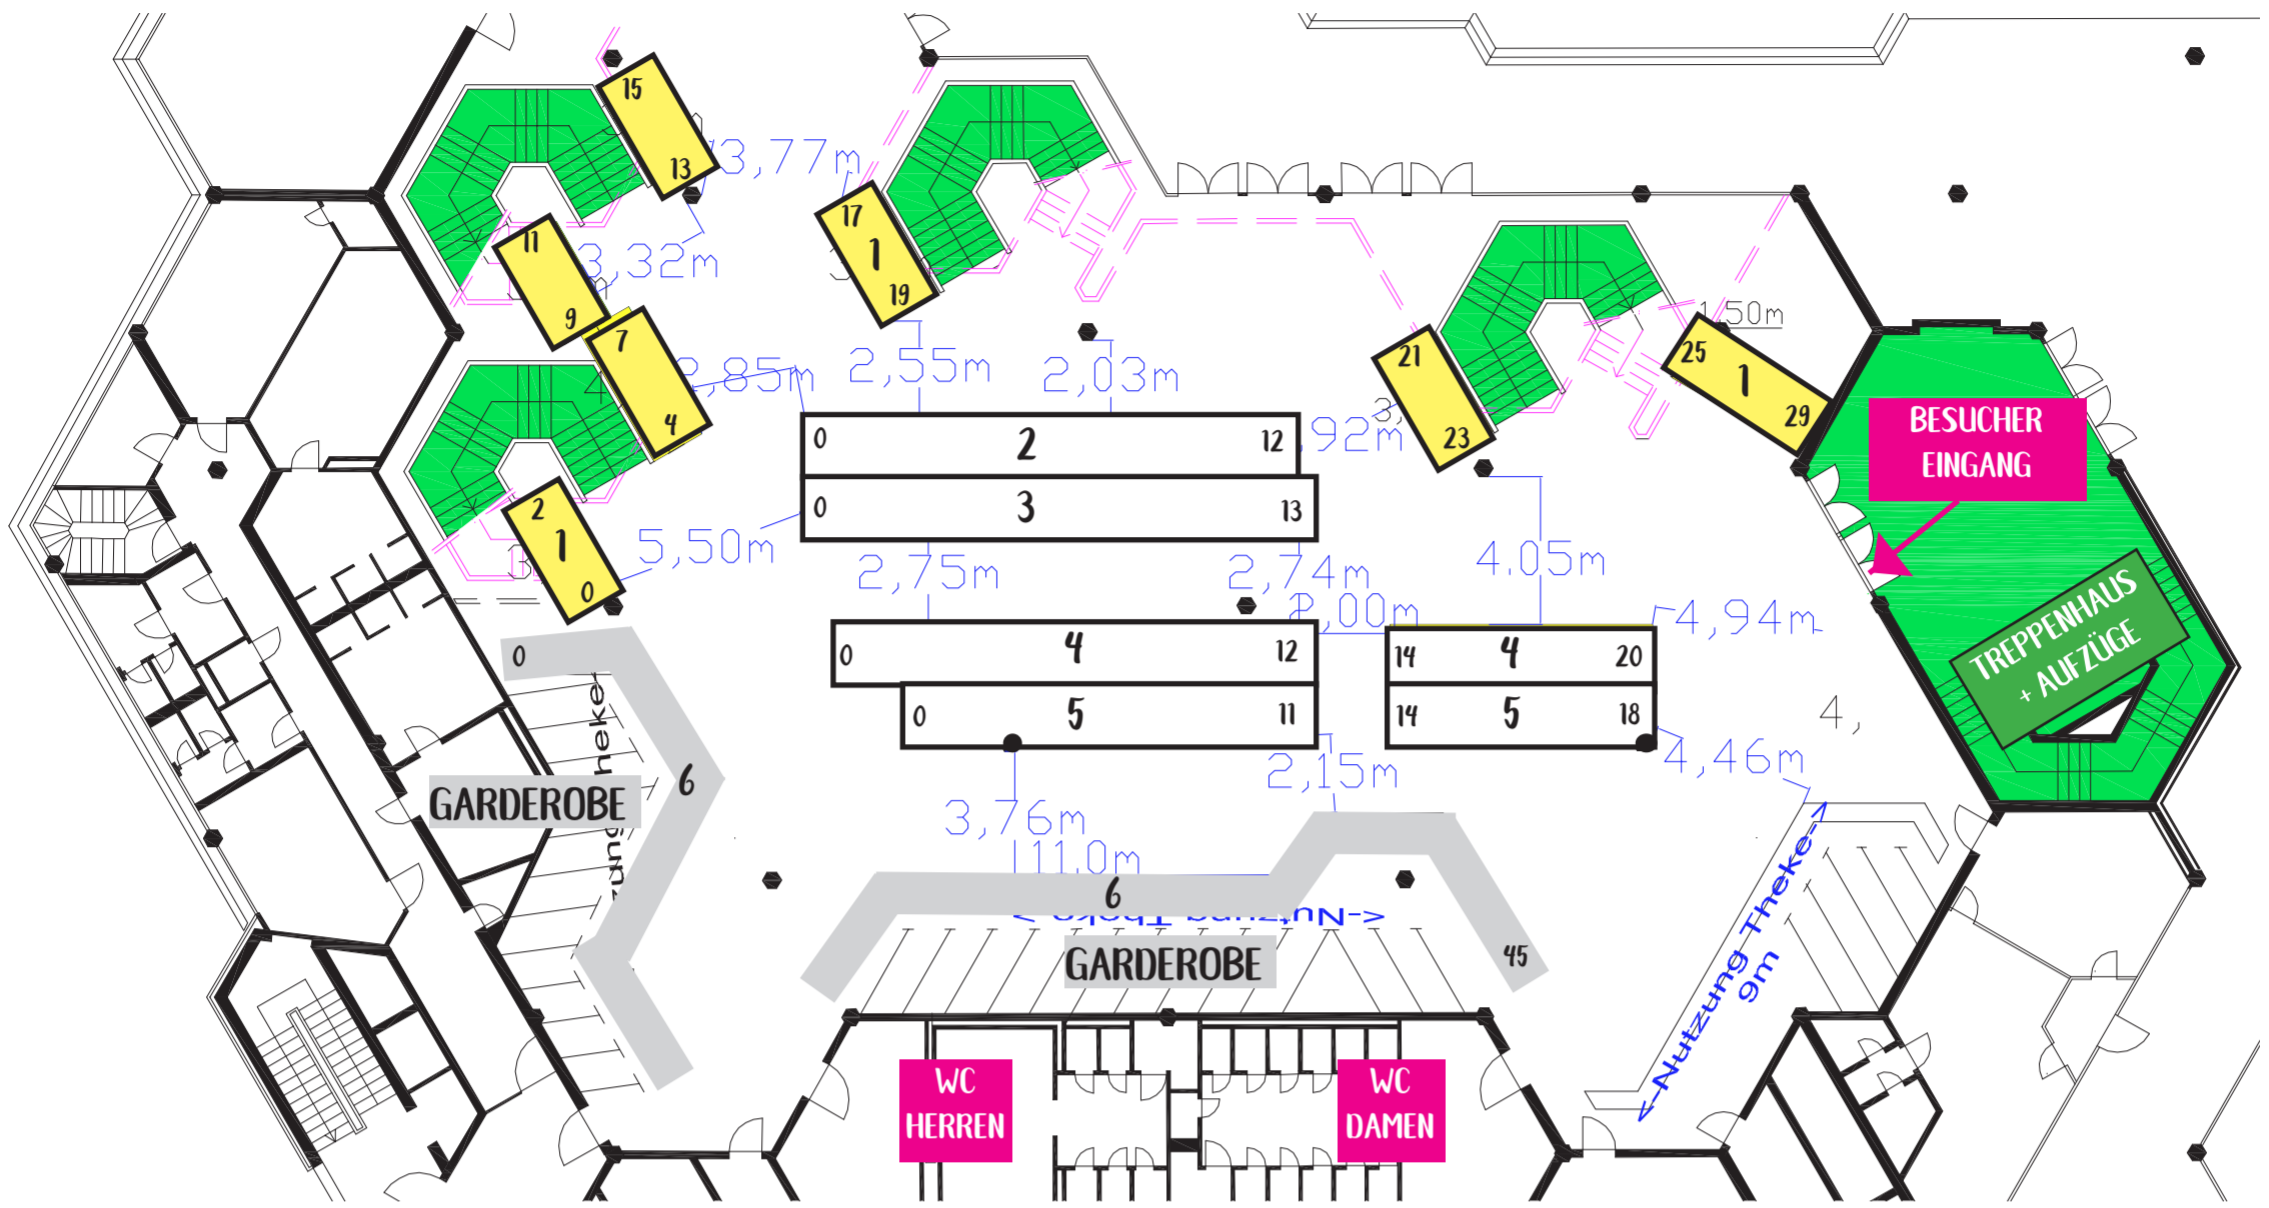 15
13
3,77m
11
3,32m
17
1
19
9
7
2,85m
4
2,55m
2,03m
1,50m
21
23
25
1
29
BESUCHER
EINGANG
0
2
12
0
3
13
2
1
0
5,50m
2,75m
2,74m
4.05m
2,00m
4,94m
TREPPENHAUS
+ AUFZÜGE
0
0
4
12
14
4
20
0
5
11
14
5
18
4,
2,15m
4,46m
6
GARDEROBE
3,76m
11.0m
6
<-Nutzung Theke->
GARDEROBE
45
<-Nutzung Theke->
9m
WC
HERREN
WC
DAMEN